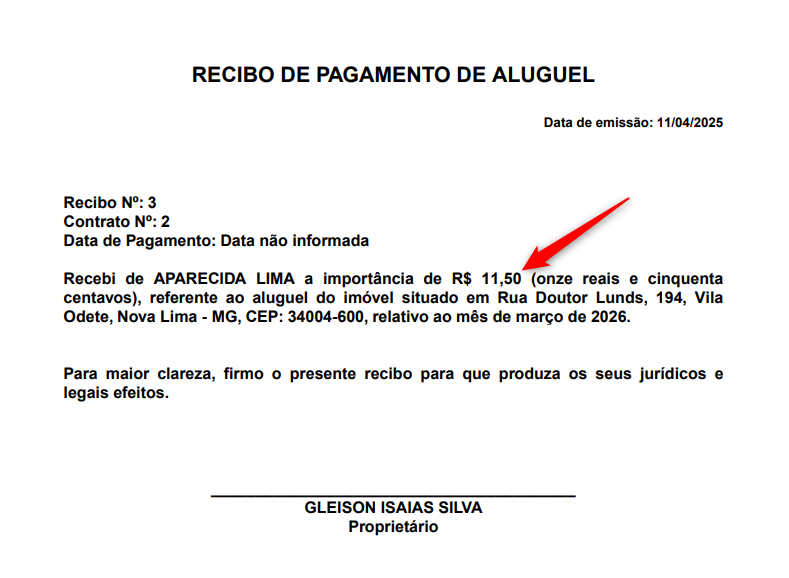 RECIBO DE PAGAMENTO DE ALUGUEL
Data de emissão: 11/04/2025
Recibo Nº: 3
Contrato Nº: 2
Data de Pagamento: Data não informada
Recebi de APARECIDA LIMA a importância de R$ 11,50 (onze reais e cinquenta
centavos), referente ao aluguel do imóvel situado em Rua Doutor Lunds, 194, Vila
Odete, Nova Lima - MG, CEP: 34004-600, relativo ao mês de março de 2026.
Para maior clareza, firmo o presente recibo para que produza os seus jurídicos e
legais efeitos.
GLEISON ISAIAS SILVA
Proprietário